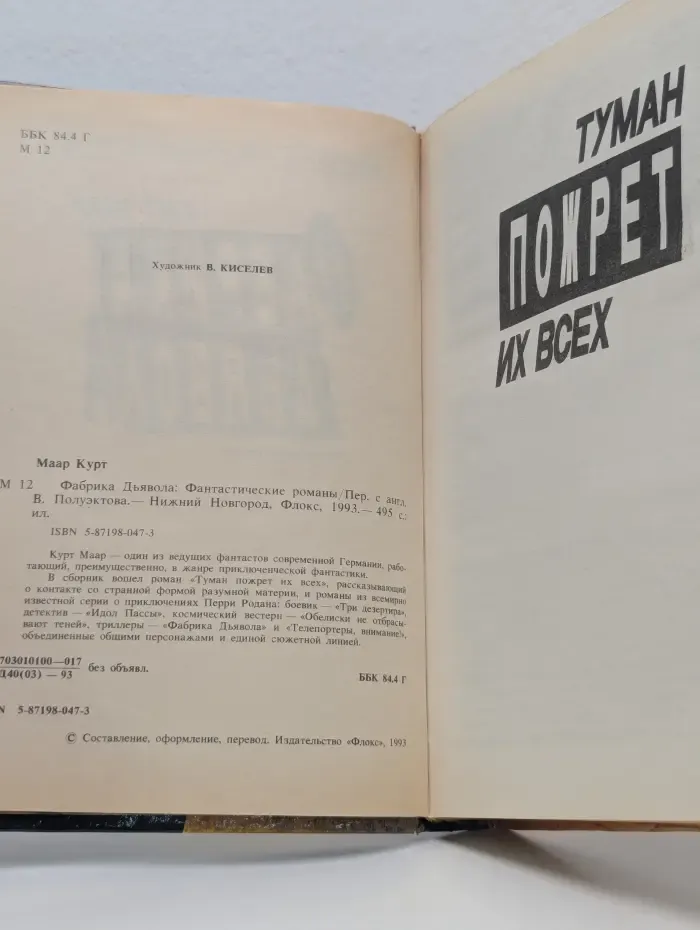 ББК 84.4 Г
М 12
Художник В. КИСЕЛЕВ
Маар Курт
М 12 Фабрика Дьявола: Фантастические романы/Пер. с англ.
В. Полуэктова.— Нижний Новгород, Флокс, 1993.— 495 с.:
ил.
ISBN 5-87198-047-3
Курт Маар — один из ведущих фантастов современной Германии, рабо-
тающий, преимущественно, в жанре приключенческой фантастики.
В сборник вошел роман «Туман пожрет их всех», рассказывающий
о контакте со странной формой разумной материи, и романы из всемирно
известной серии о приключениях Перри Родана: боевик — «Три дезертира»,
детектив — «Идол Пассы», космический вестерн — «Обелиски не отбрасы-
вают теней», триллеры — «Фабрика Дьявола» и «Телепортеры, внимание!»,
объединенные общими персонажами и единой сюжетной линией.
703010100—017
Д40(03) — 93
без объявл.
ББК 84.4 Г
N 5-87198-047-3
© Составление, оформление, перевод. Издательство «Флокс», 1993
ТУМАН
ПОЖРЕТ
ИХ ВСЕХ